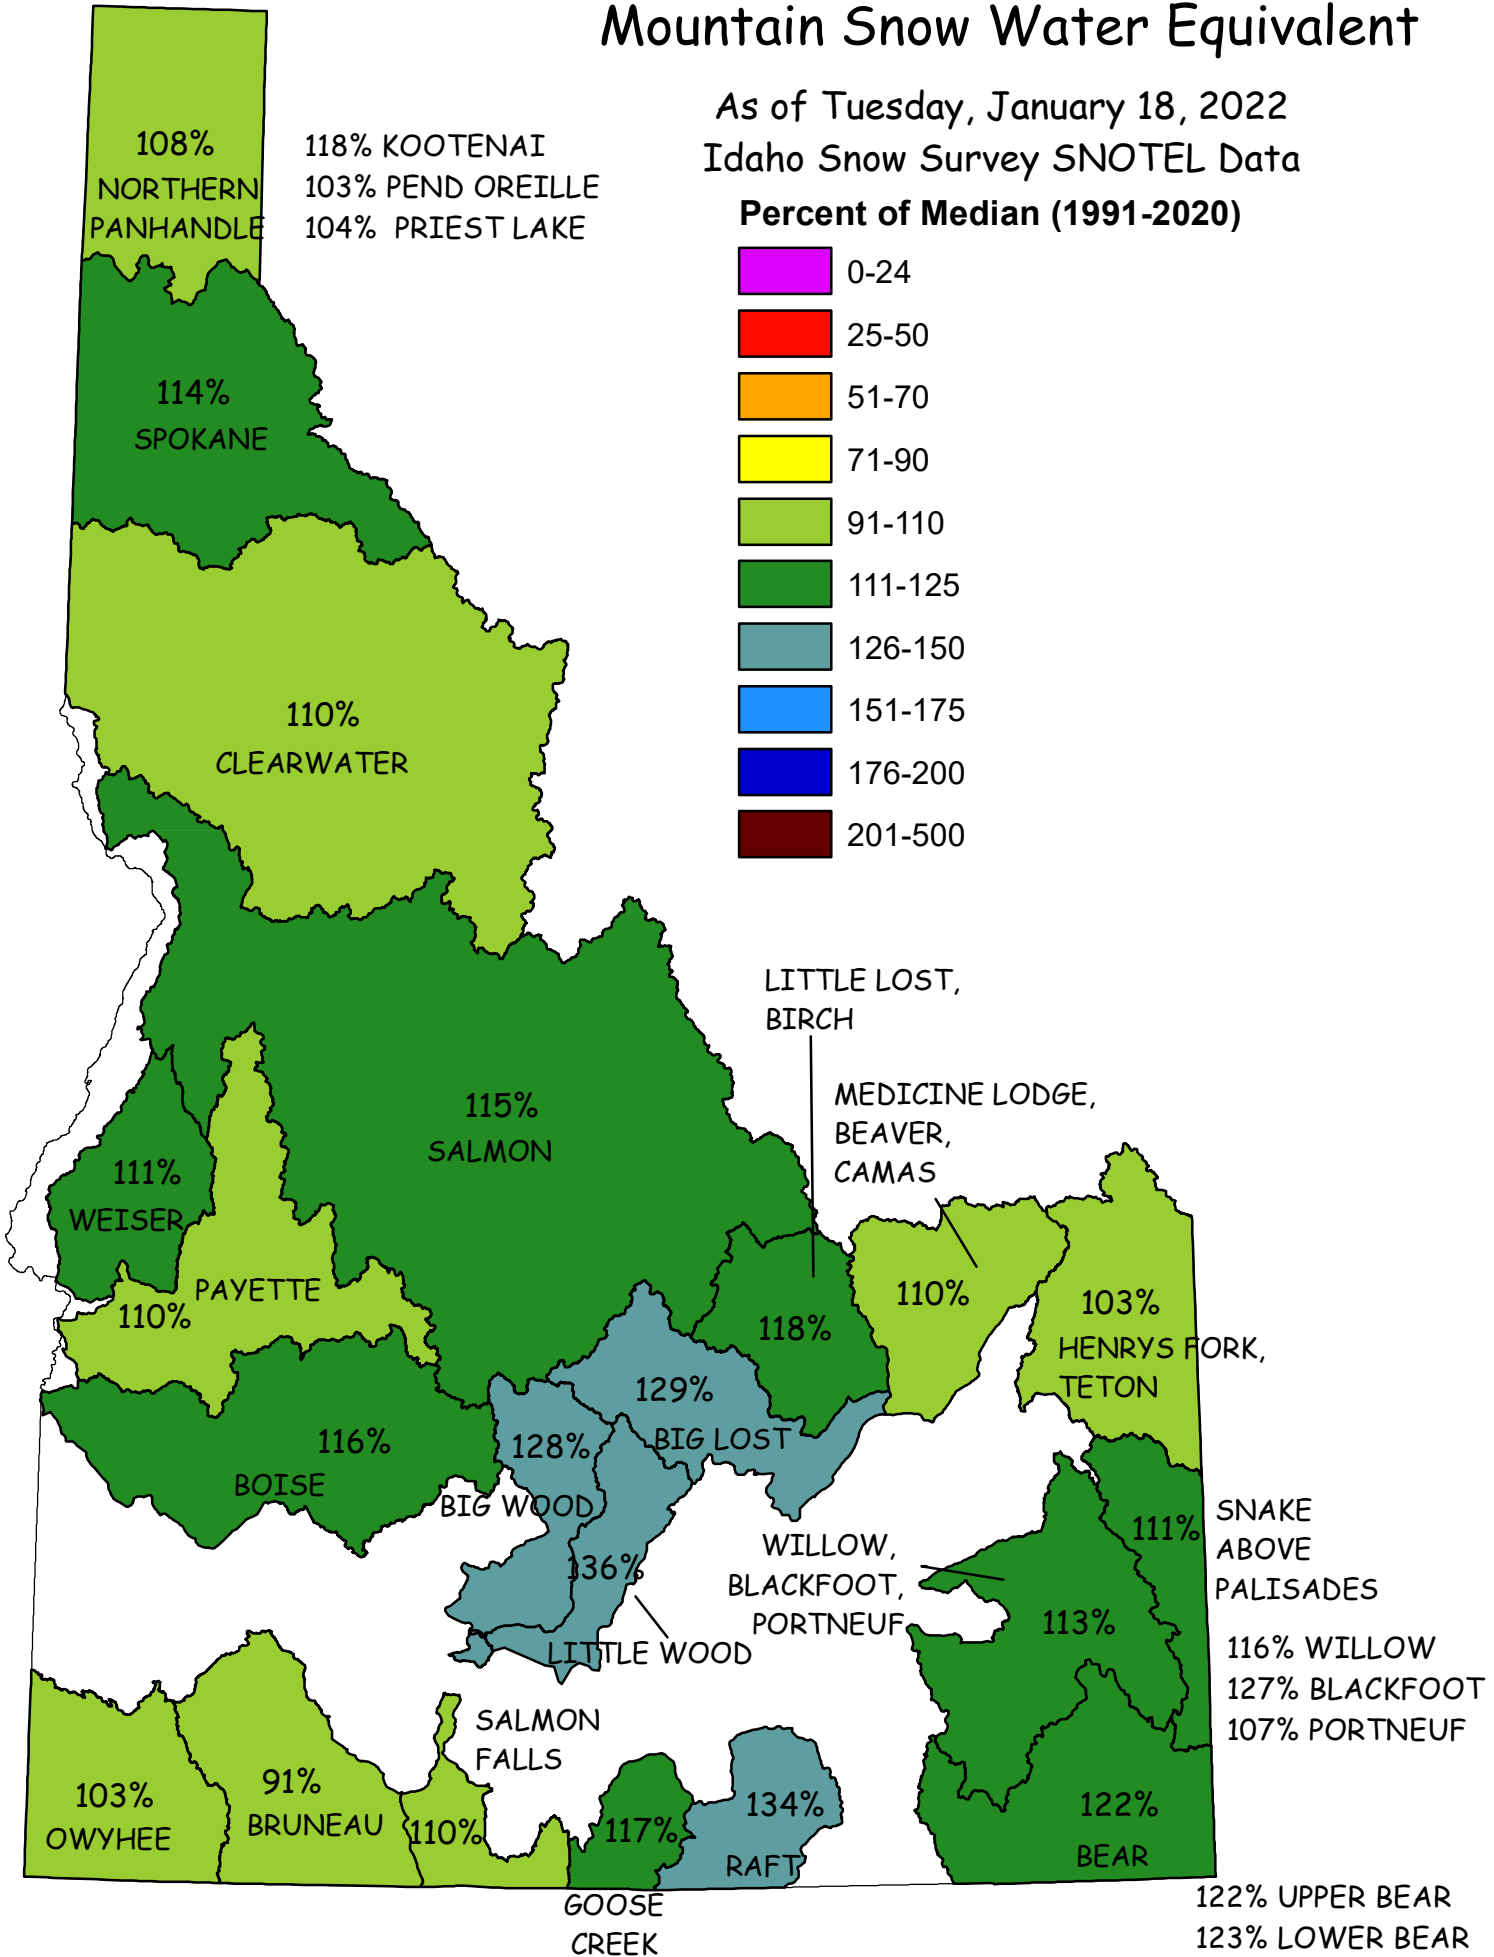 Mountain Snow Water Equivalent
As of Tuesday, January 18, 2022
Idaho Snow Survey SNOTEL Data
Percent of Median (1991-2020)
0-24
25-50
51-70
71-90
91-110
111-125
126-150
151-175
176-200
201-500
108%
NORTHERN
PANHANDLE
118% KOOTENAI
103% PEND OREILLE
104% PRIEST LAKE
114%
SPOKANE
110%
CLEARWATER
LITTLE LOST,
BIRCH
MEDICINE LODGE,
BEAVER,
CAMAS
115%
SALMON
111%
WEISER
PAYETTE
110%
118%
110%
103%
HENRYS FORK,
TETON
129%
BIG LOST
116%
BOISE
128%
BIG WOOD
136%
LITTLE WOOD
WILLOW,
BLACKFOOT,
PORTNEUF
111%
SNAKE
ABOVE
PALISADES
113%
116% WILLOW
127% BLACKFOOT
107% PORTNEUF
SALMON
FALLS
103%
OWYHEE
91%
BRUNEAU
110%
117%
GOOSE
CREEK
134%
RAFT
122%
BEAR
122% UPPER BEAR
123% LOWER BEAR